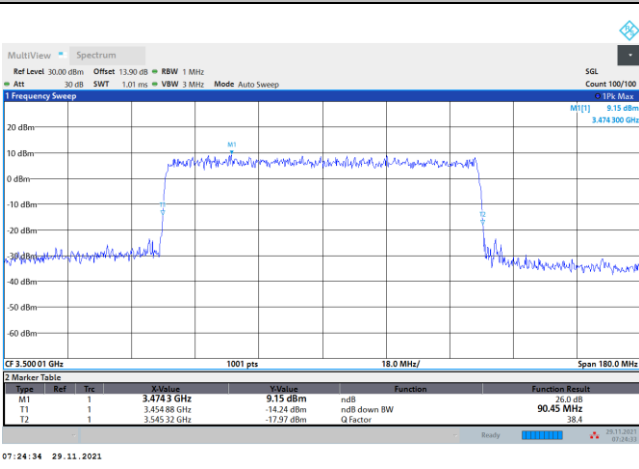 MultiView Spectrum
Ref Level 30.00 dBm Offset 13.90 dB RBW 1 MHz SGL
Att 30 dB SWT 1.01 ms VBW 3 MHz Mode Auto Sweep Count 100/100
1 Frequency Sweep 1Pk Max
M1[1] 9.15 dBm
3.474 300 GHz
20 dBm
M1
10 dBm
0 dBm
-10 dBm
T2
-20 dBm
-40 dBm
-50 dBm
-60 dBm
CF 3.500 01 GHz 1001 pts 18.0 MHz/ Span 180.0 MHz
2 Marker Table
Type Ref Trc X-Value Y-Value Function Function Result
M1 1 3.474 3 GHz 9.15 dBm ndB 26.0 dB
T1 1 3.454 88 GHz -14.24 dBm ndB down BW 90.45 MHz
T2 1 3.545 32 GHz -17.97 dBm Q Factor 38.4
Ready 29.11.2021
07:24:33
07:24:34 29.11.2021